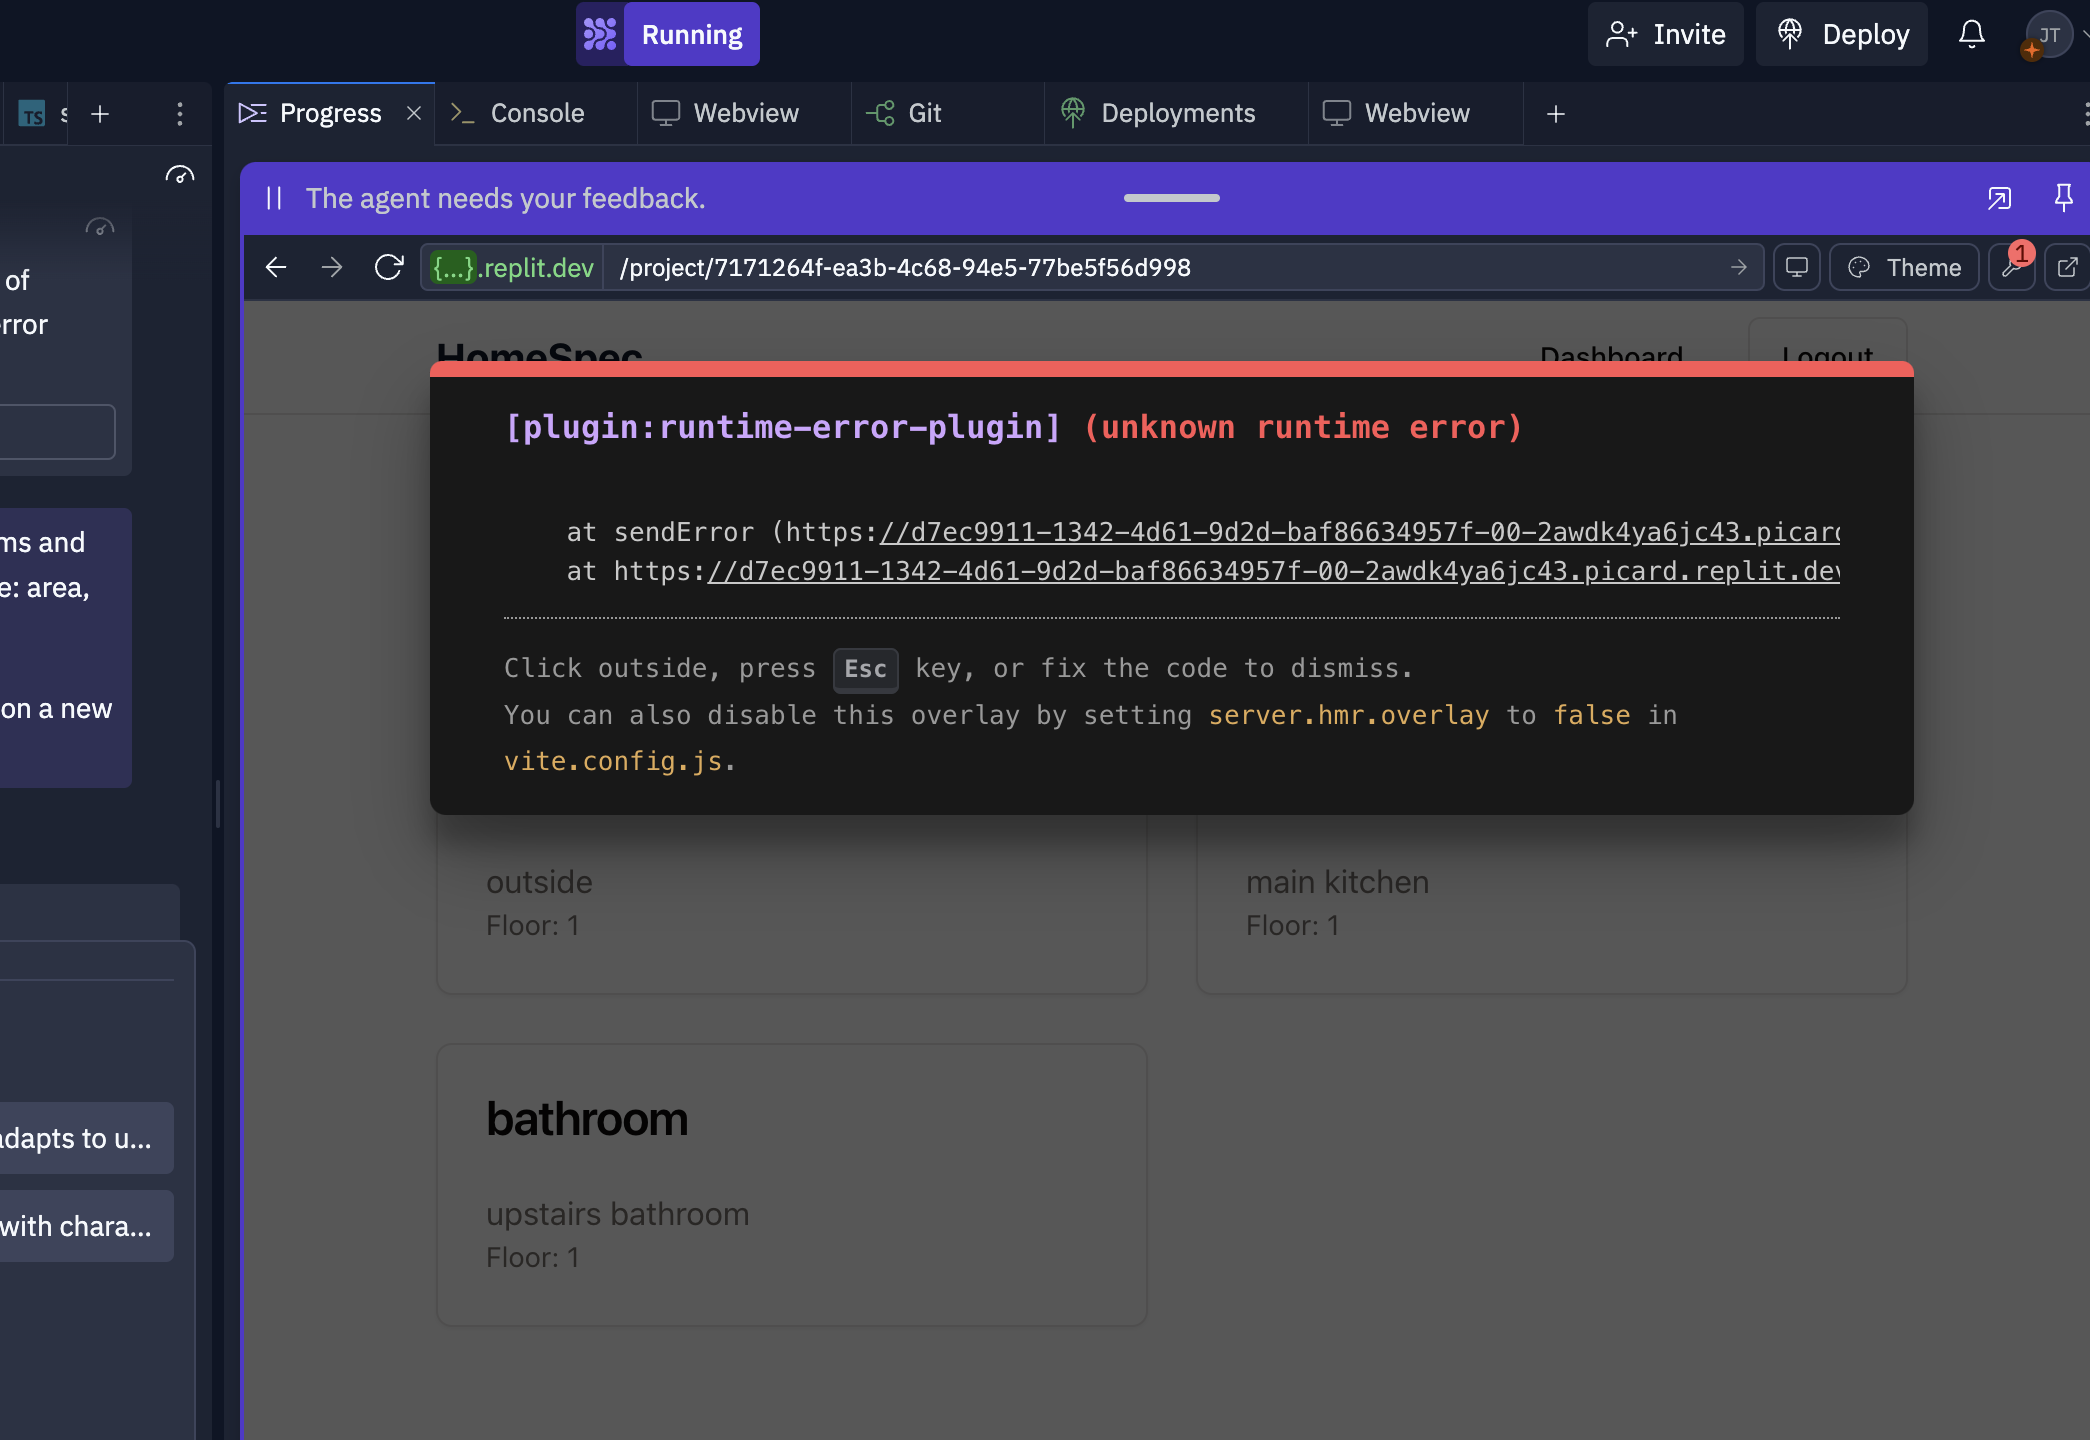 Running
Invite
Deploy
JT
TS
Progress
Console
Webview
Git
Deployments
Webview
The agent needs your feedback.
{...}.replit.dev
/project/7171264f-ea3b-4c68-94e5-77be5f56d998
Theme
1
of
rror
ms and
e: area,
on a new
adapts to u...
with chara...
HomeSpec
Dashboard
Logout
[plugin:runtime-error-plugin] (unknown runtime error)
at sendError (https://d7ec9911-1342-4d61-9d2d-baf86634957f-00-2awdk4ya6jc43.picard
at https://d7ec9911-1342-4d61-9d2d-baf86634957f-00-2awdk4ya6jc43.picard.replit.dev
Click outside, press Esc key, or fix the code to dismiss.
You can also disable this overlay by setting server.hmr.overlay to false in
vite.config.js.
outside
Floor: 1
main kitchen
Floor: 1
bathroom
upstairs bathroom
Floor: 1